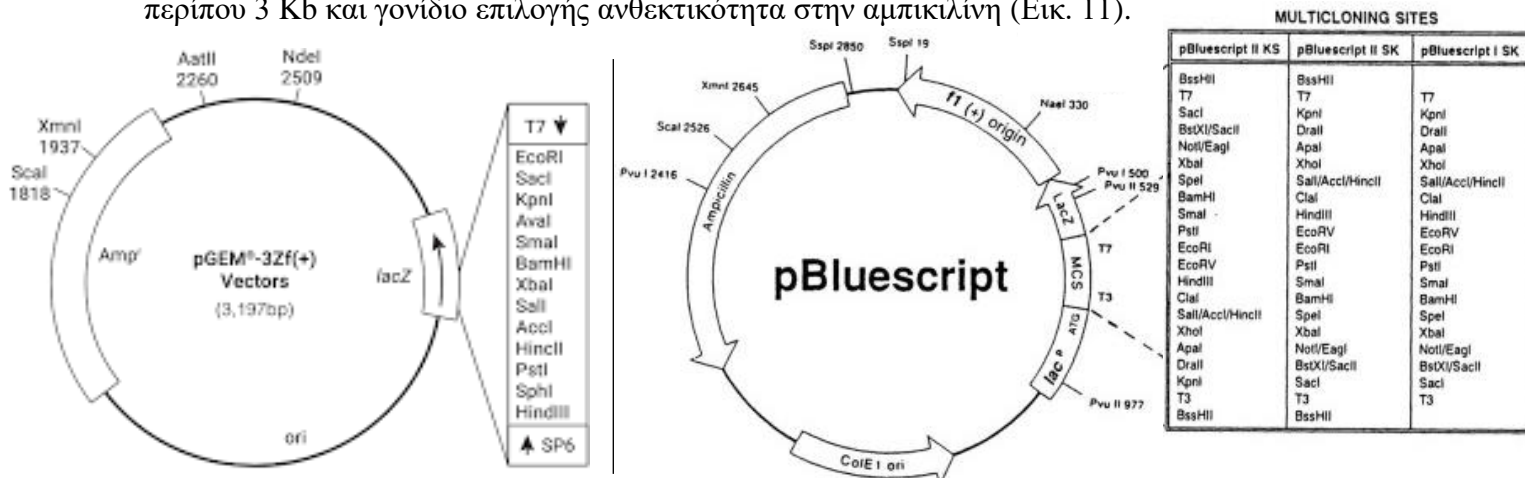 περίπου 3 Kb και γονίδιο επιλογής ανθεκτικότητα στην αμπικιλίνη (Εικ. 11).
AatII
2260
NdeI
2509
XmnI
1937
ScaI
1818
Ampʳ
pGEM®-3Zf(+)
Vectors
(3,197bp)
lacZ
ori
T7
EcoRI
SacI
KpnI
AvaI
SmaI
BamHI
XbaI
SalI
AccI
HincII
PstI
SphI
HindIII
SP6
SspI 2850
SspI 19
XmnI 2645
ScaI 2526
Pvu I 2416
f1 (+) origin
NaeI 330
Pvu I 500
Pvu II 529
LacZ
MCS
T7
T3
ATG
lac P
Pvu II 977
ColE1 ori
Ampicillin
pBluescript
MULTICLONING SITES
pBluescript II KS pBluescript II SK pBluescript I SK
BssHII BssHII
T7 T7 T7
SacI KpnI KpnI
BstXI/SacII DraII DraII
NotI/EagI ApaI ApaI
XbaI XhoI XhoI
SpeI SalI/AccI/HincII SalI/AccI/HincII
BamHI ClaI ClaI
SmaI HindIII HindIII
PstI EcoRV EcoRV
EcoRI EcoRI EcoRI
EcoRV PstI PstI
HindIII SmaI SmaI
ClaI BamHI BamHI
SalI/AccI/HincII SpeI SpeI
XhoI XbaI XbaI
ApaI NotI/EagI NotI/EagI
DraII BstXI/SacII BstXI/SacII
KpnI SacI SacI
T3 T3 T3
BssHII BssHII